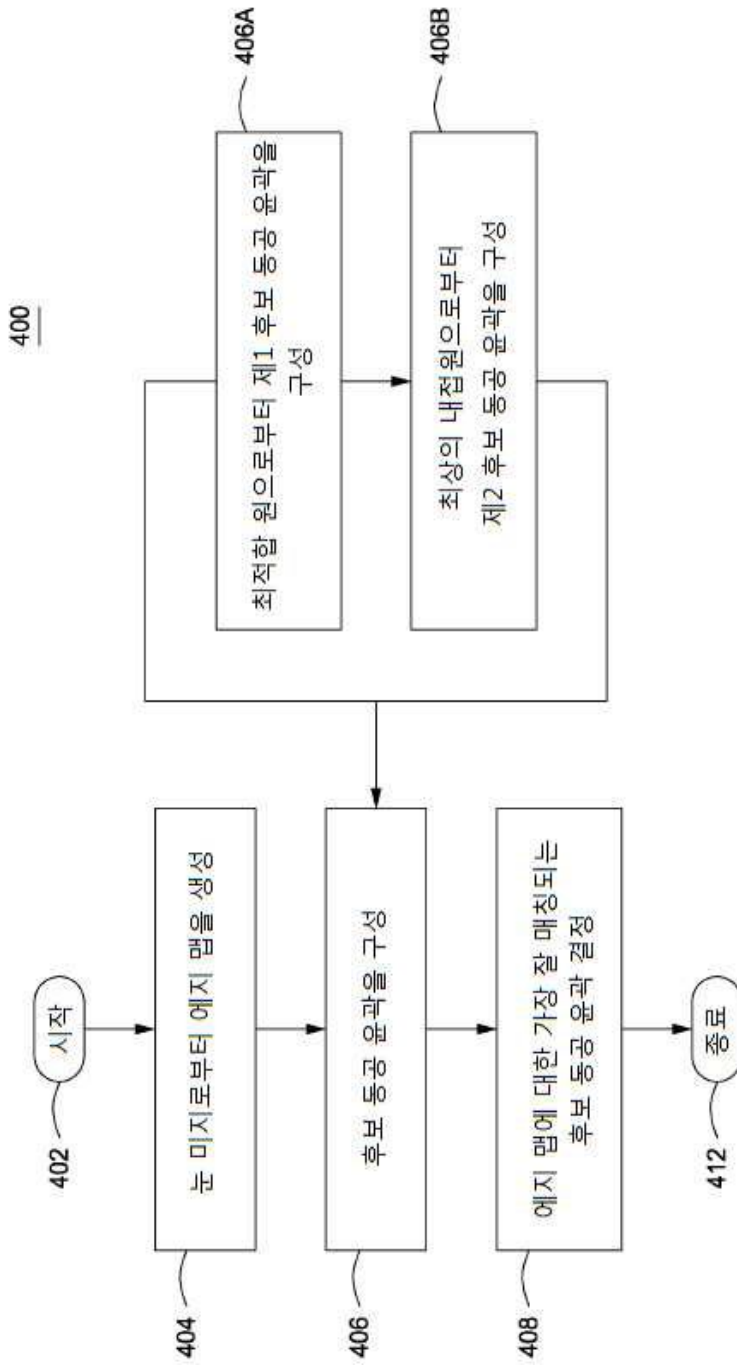 400
402
시작
404
눈 미지로부터 에지 맵을 생성
406
후보 동공 윤곽을 구성
408
에지 맵에 대한 가장 잘 매칭되는
후보 동공 윤곽 결정
412
종료
406A
최적합 원으로부터 제1 후보 동공 윤곽을
구성
406B
최상의 내접원으로부터
제2 후보 동공 윤곽을 구성